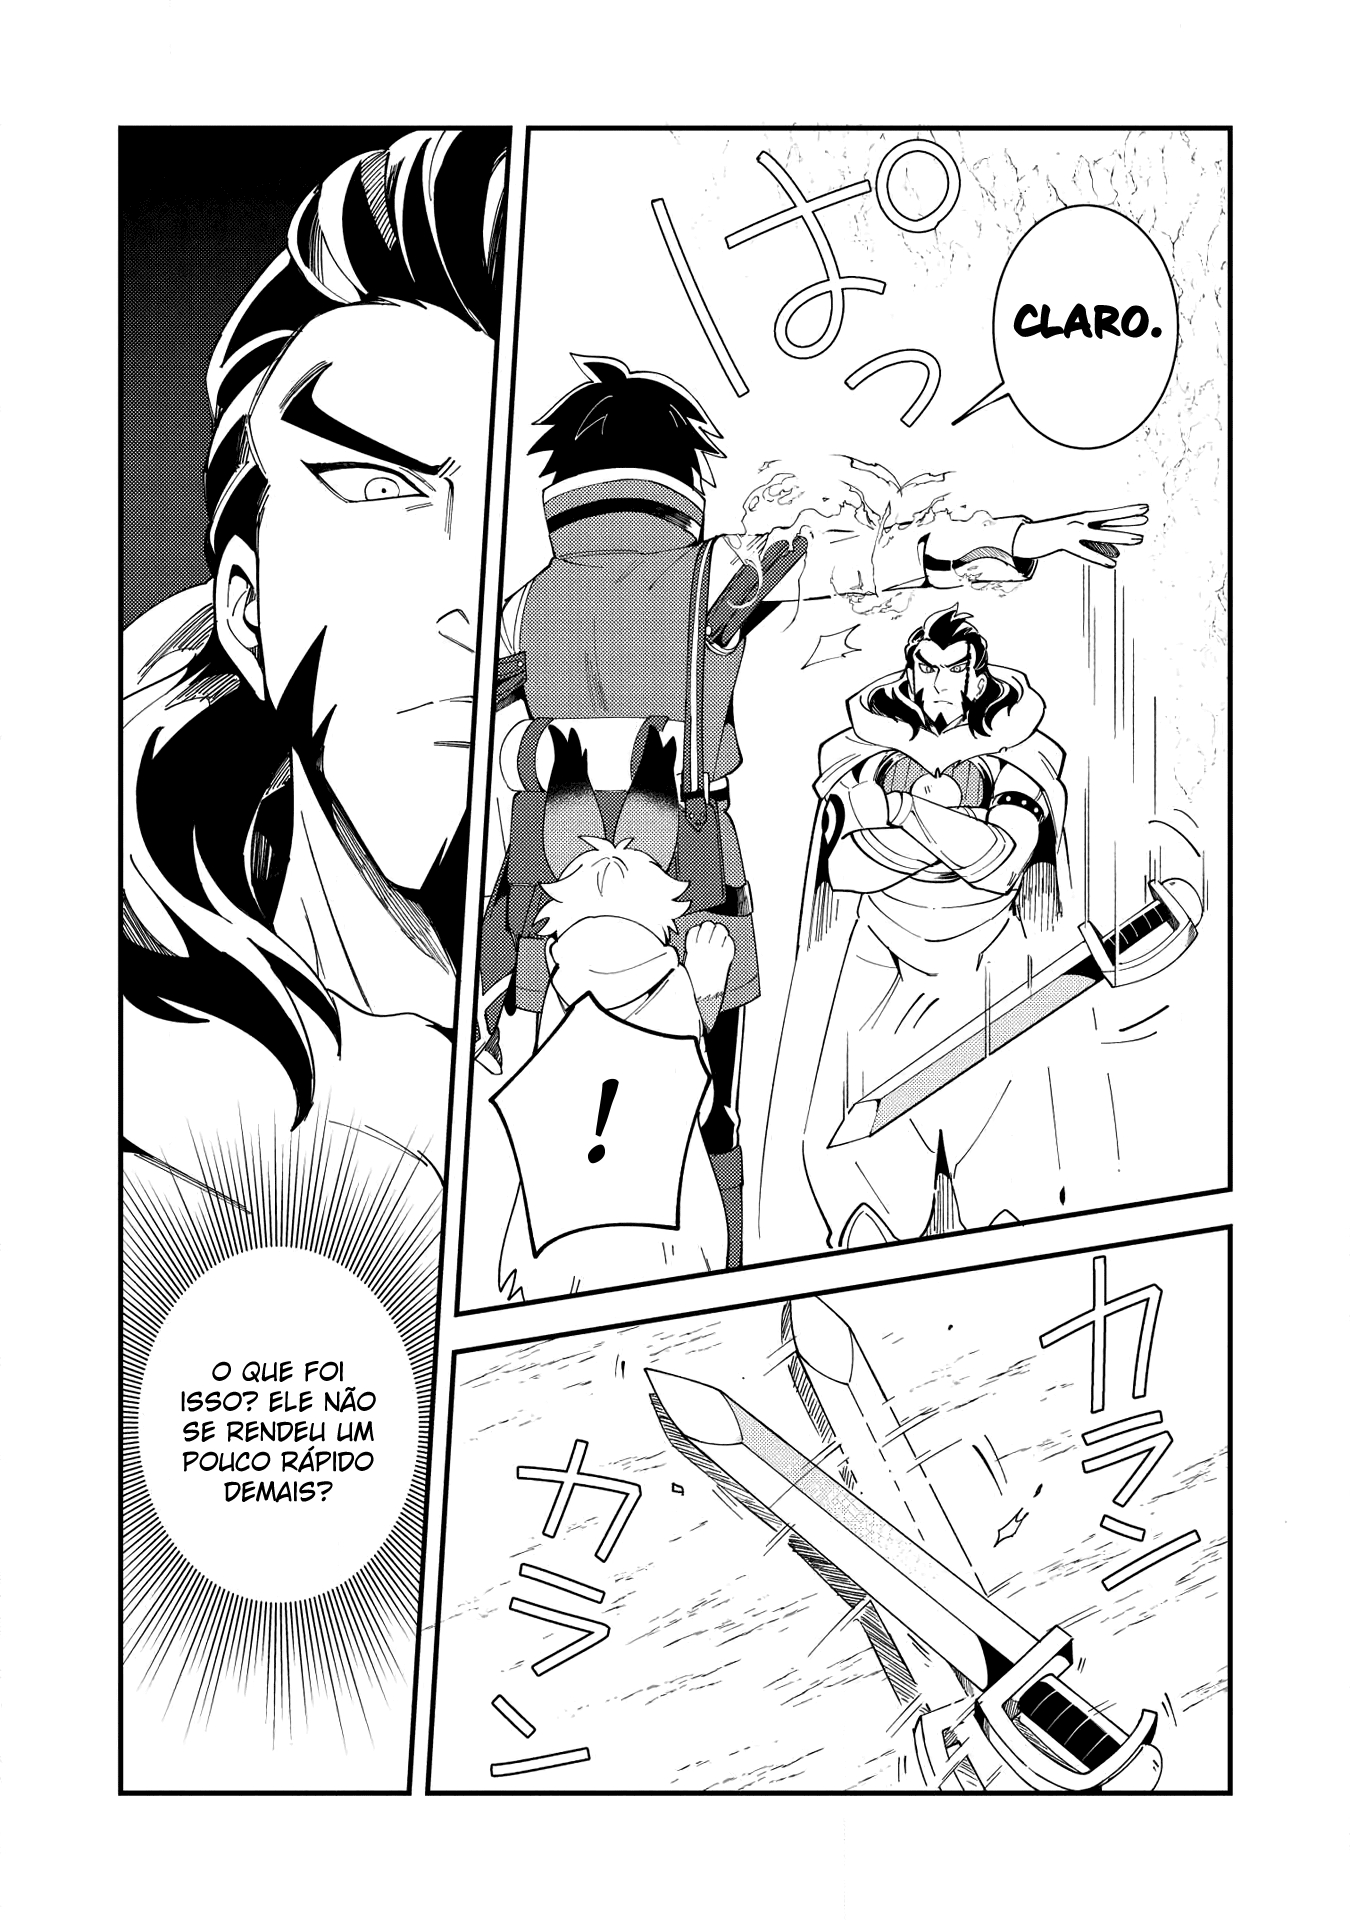 CLARO.
ぱっ
!
カラン
カラン
O QUE FOI
ISSO? ELE NÃO
SE RENDEU UM
POUCO RÁPIDO
DEMAIS?